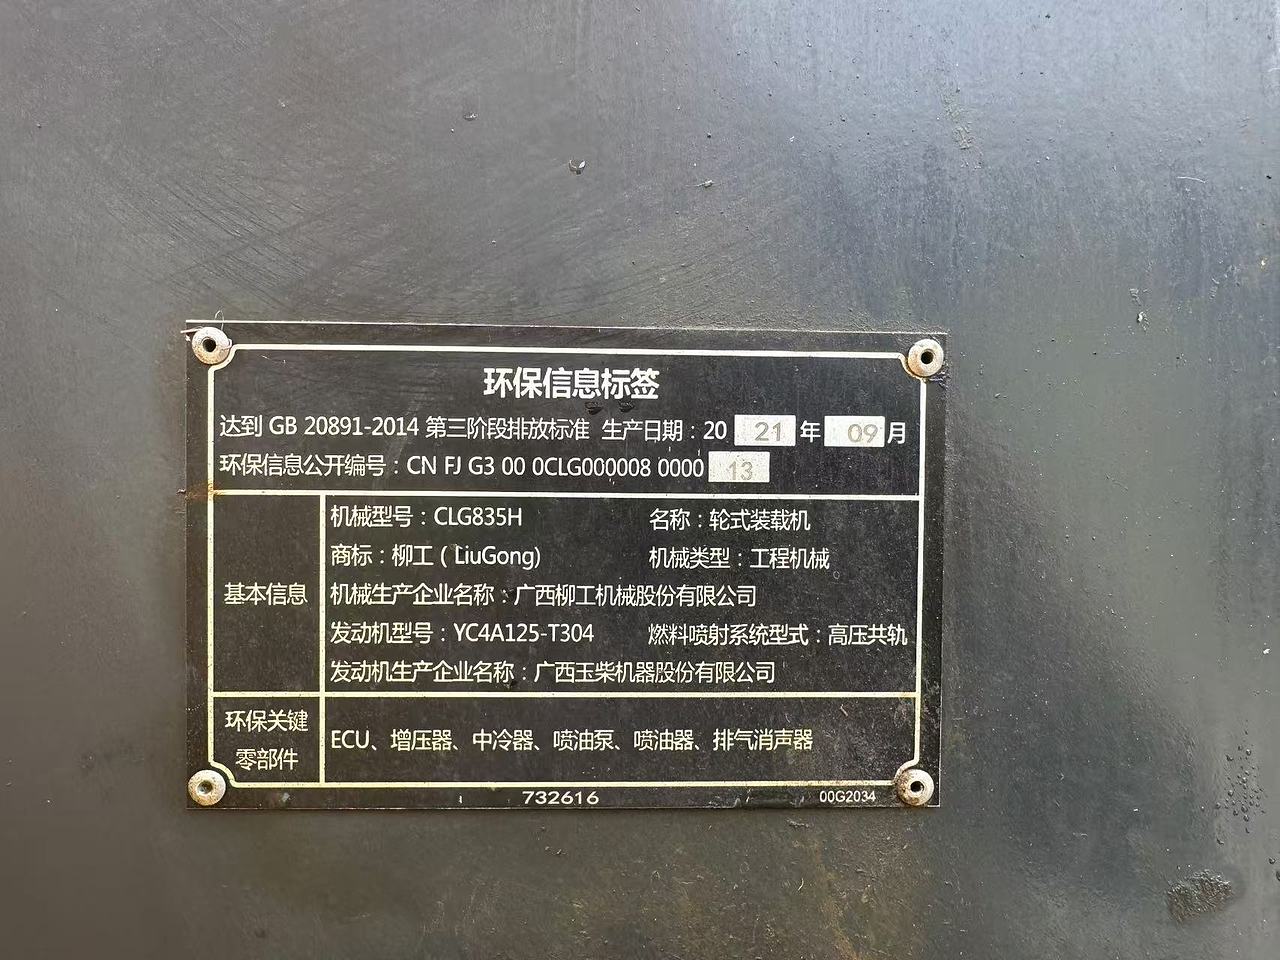 环保信息标签
达到 GB 20891-2014 第三阶段排放标准 生产日期：20 21 年 09 月
环保信息公开编号：CN FJ G3 00 0CLG000008 0000 13
基本信息
机械型号：CLG835H 名称：轮式装载机
商标：柳工（LiuGong) 机械类型：工程机械
机械生产企业名称：广西柳工机械股份有限公司
发动机型号：YC4A125-T304 燃料喷射系统型式：高压共轨
发动机生产企业名称：广西玉柴机器股份有限公司
环保关键
零部件
ECU、增压器、中冷器、喷油泵、喷油器、排气消声器
732616 00G2034